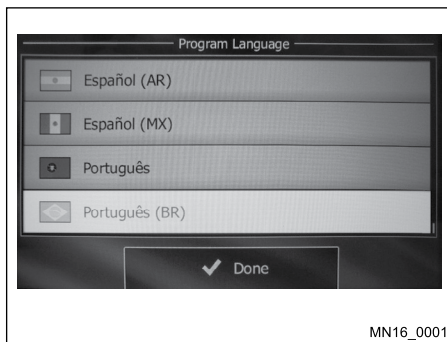 Program Language
Español (AR)
Español (MX)
Português
Português (BR)
Done
MN16_0001